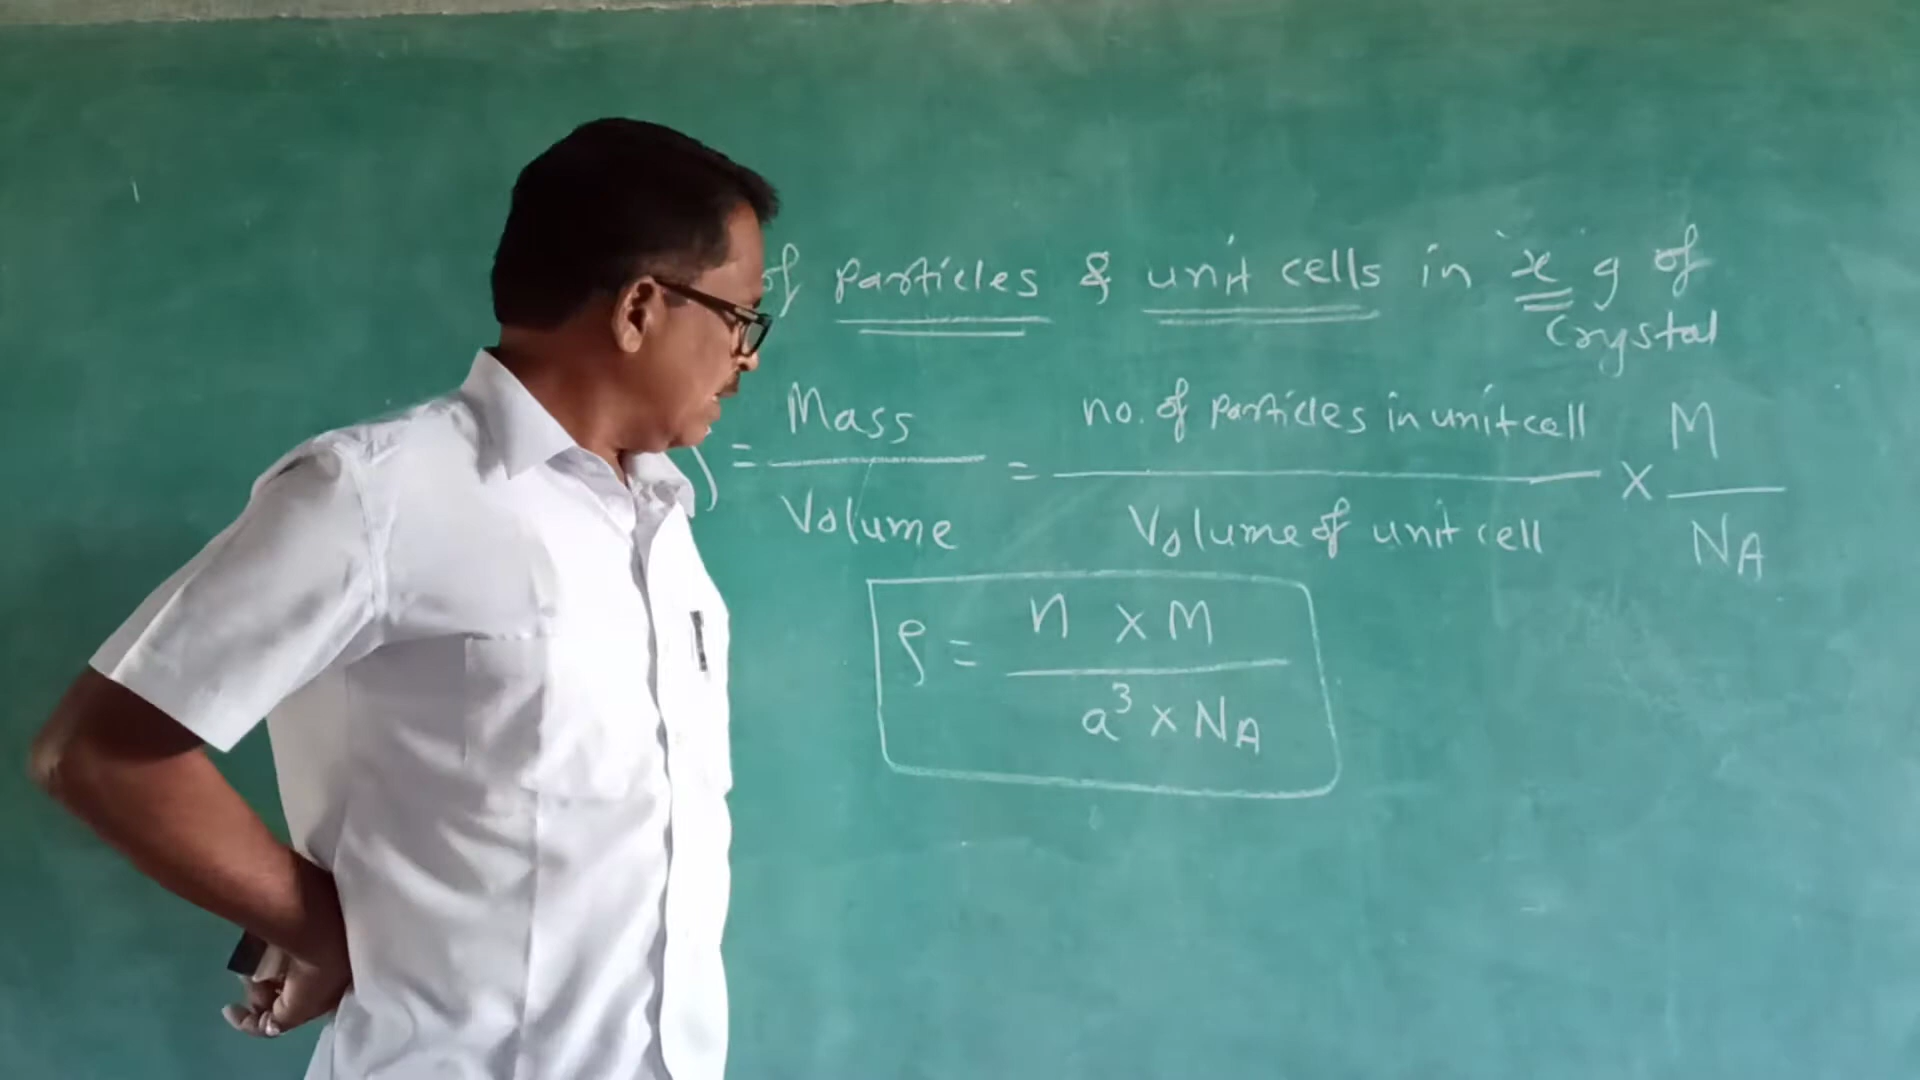 of particles & unit cells in x g of
Crystal
) = Mass / Volume = no. of particles in unit cell / Volume of unit cell × M / NA
ρ = n × M / a³ × NA